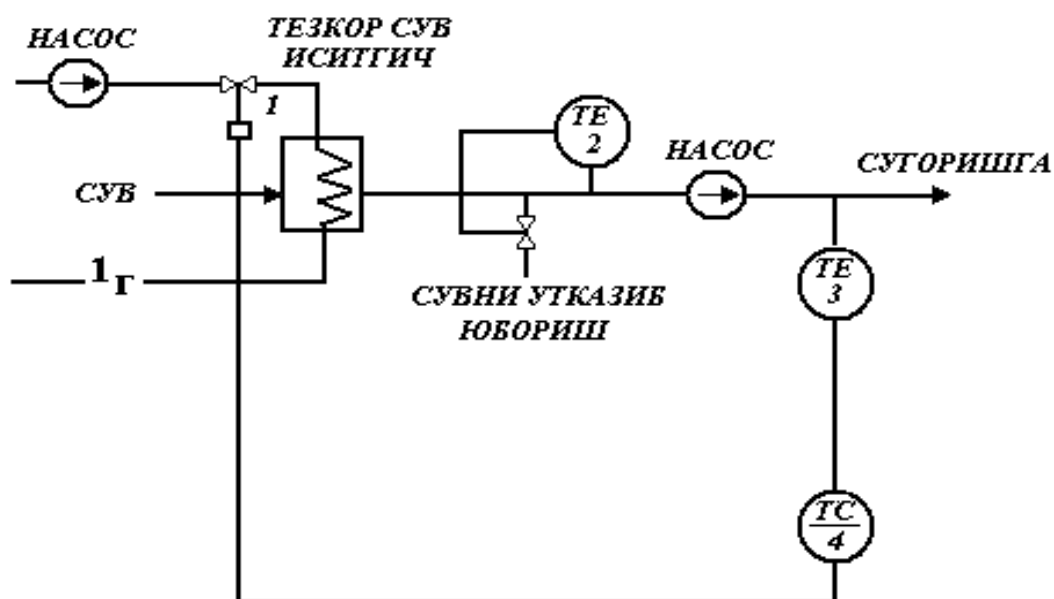 НАСОС
ТЕЗКОР СУВ
ИСИТГИЧ
1
TE
2
НАСОС
СУГОРИШГА
СУВ
1г
СУВНИ УТКАЗИБ
ЮБОРИШ
TE
3
TC
4